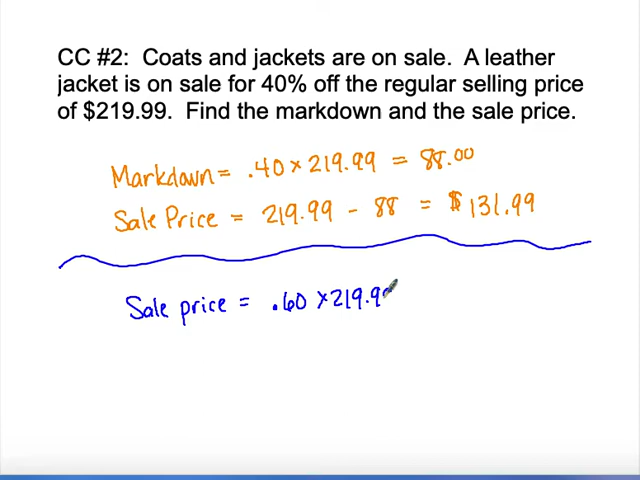 CC #2: Coats and jackets are on sale. A leather
jacket is on sale for 40% off the regular selling price
of $219.99. Find the markdown and the sale price.
Markdown = .40 × 219.99 = 88.00
Sale Price = 219.99 - 88 = $131.99
Sale price = .60 × 219.99